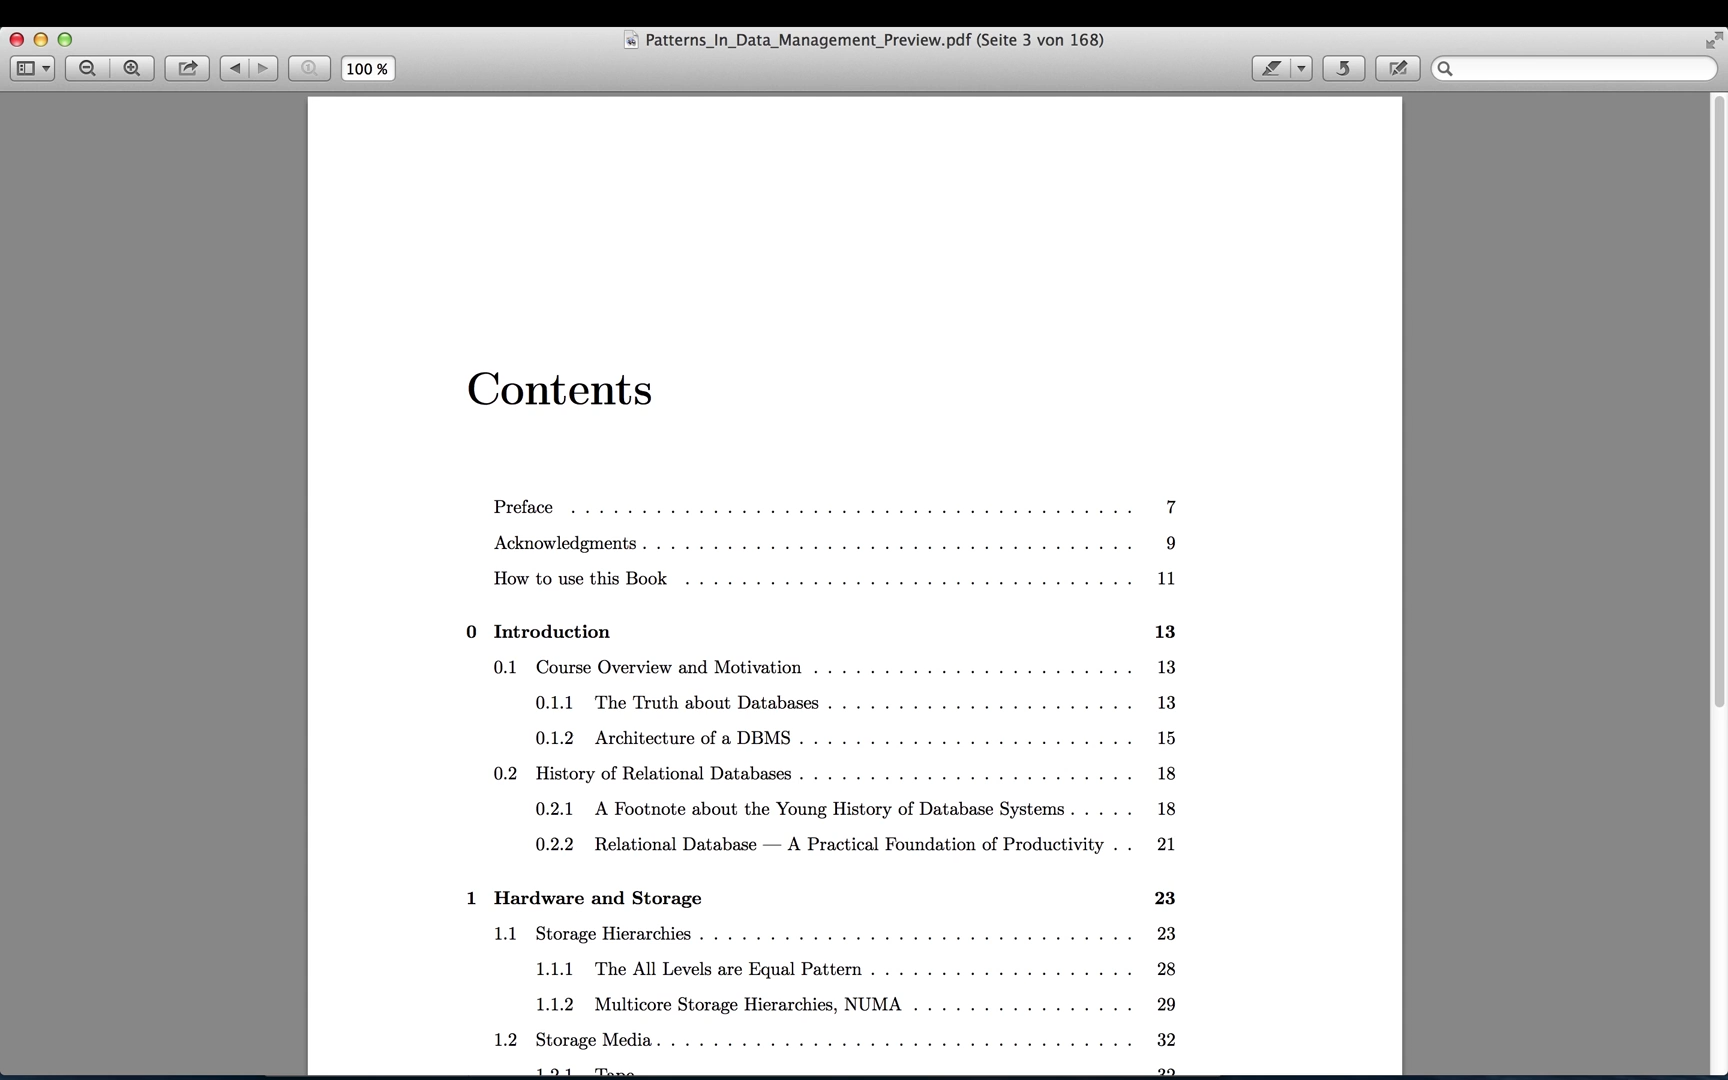 Patterns_In_Data_Management_Preview.pdf (Seite 3 von 168)
100 %
Contents
Preface . . . . . . . . . . . . . . . . . . . . . . . . . . . . . . . . . . . . . . . . 7
Acknowledgments . . . . . . . . . . . . . . . . . . . . . . . . . . . . . . . . . . . 9
How to use this Book . . . . . . . . . . . . . . . . . . . . . . . . . . . . . . . . 11
0 Introduction 13
0.1 Course Overview and Motivation . . . . . . . . . . . . . . . . . . . . . . . 13
0.1.1 The Truth about Databases . . . . . . . . . . . . . . . . . . . . . . 13
0.1.2 Architecture of a DBMS . . . . . . . . . . . . . . . . . . . . . . . . 15
0.2 History of Relational Databases . . . . . . . . . . . . . . . . . . . . . . . . 18
0.2.1 A Footnote about the Young History of Database Systems . . . . . 18
0.2.2 Relational Database — A Practical Foundation of Productivity . . 21
1 Hardware and Storage 23
1.1 Storage Hierarchies . . . . . . . . . . . . . . . . . . . . . . . . . . . . . . . 23
1.1.1 The All Levels are Equal Pattern . . . . . . . . . . . . . . . . . . . 28
1.1.2 Multicore Storage Hierarchies, NUMA . . . . . . . . . . . . . . . . 29
1.2 Storage Media . . . . . . . . . . . . . . . . . . . . . . . . . . . . . . . . . . 32
1.2.1 Tape 32